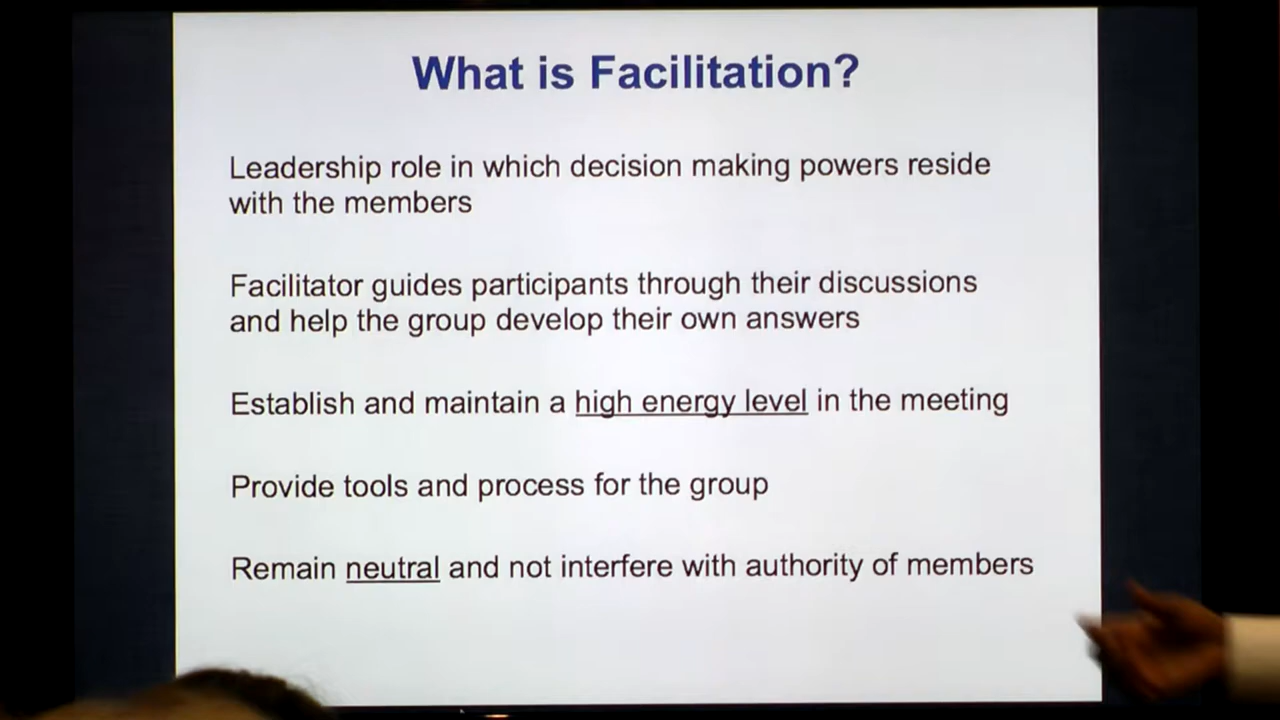 What is Facilitation?
Leadership role in which decision making powers reside
with the members
Facilitator guides participants through their discussions
and help the group develop their own answers
Establish and maintain a high energy level in the meeting
Provide tools and process for the group
Remain neutral and not interfere with authority of members